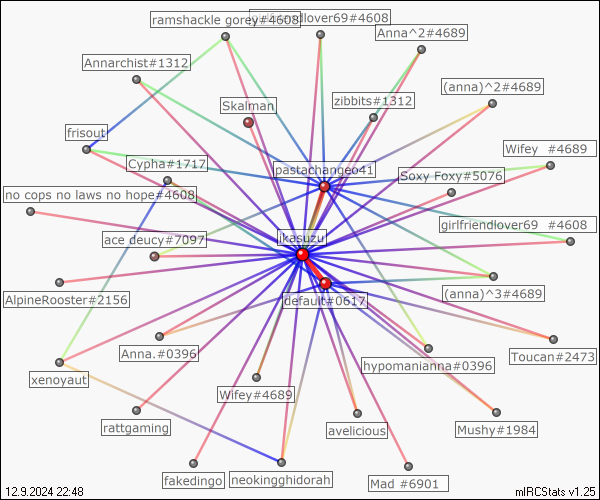 ramshackle gorey#4608
lover69#4608
Anna^2#4689
Annarchist#1312
(anna)^2#4689
Skalman
zibbits#1312
frisout
Wifey #4689
Cypha#1717
pastachangeo41
Soxy Foxy#5076
no cops no laws no hope#4608
girlfriendlover69 #4608
ace deucy#7097
ikasuzu
AlpineRooster#2156
default#0617
(anna)^3#4689
Anna.#0396
hypomanianna#0396
Toucan#2473
xenoyaut
Wifey#4689
rattgaming
avelicious
Mushy#1984
fakedingo
neokingghidorah
Mad #6901
12.9.2024 22:48
mIRCStats v1.25